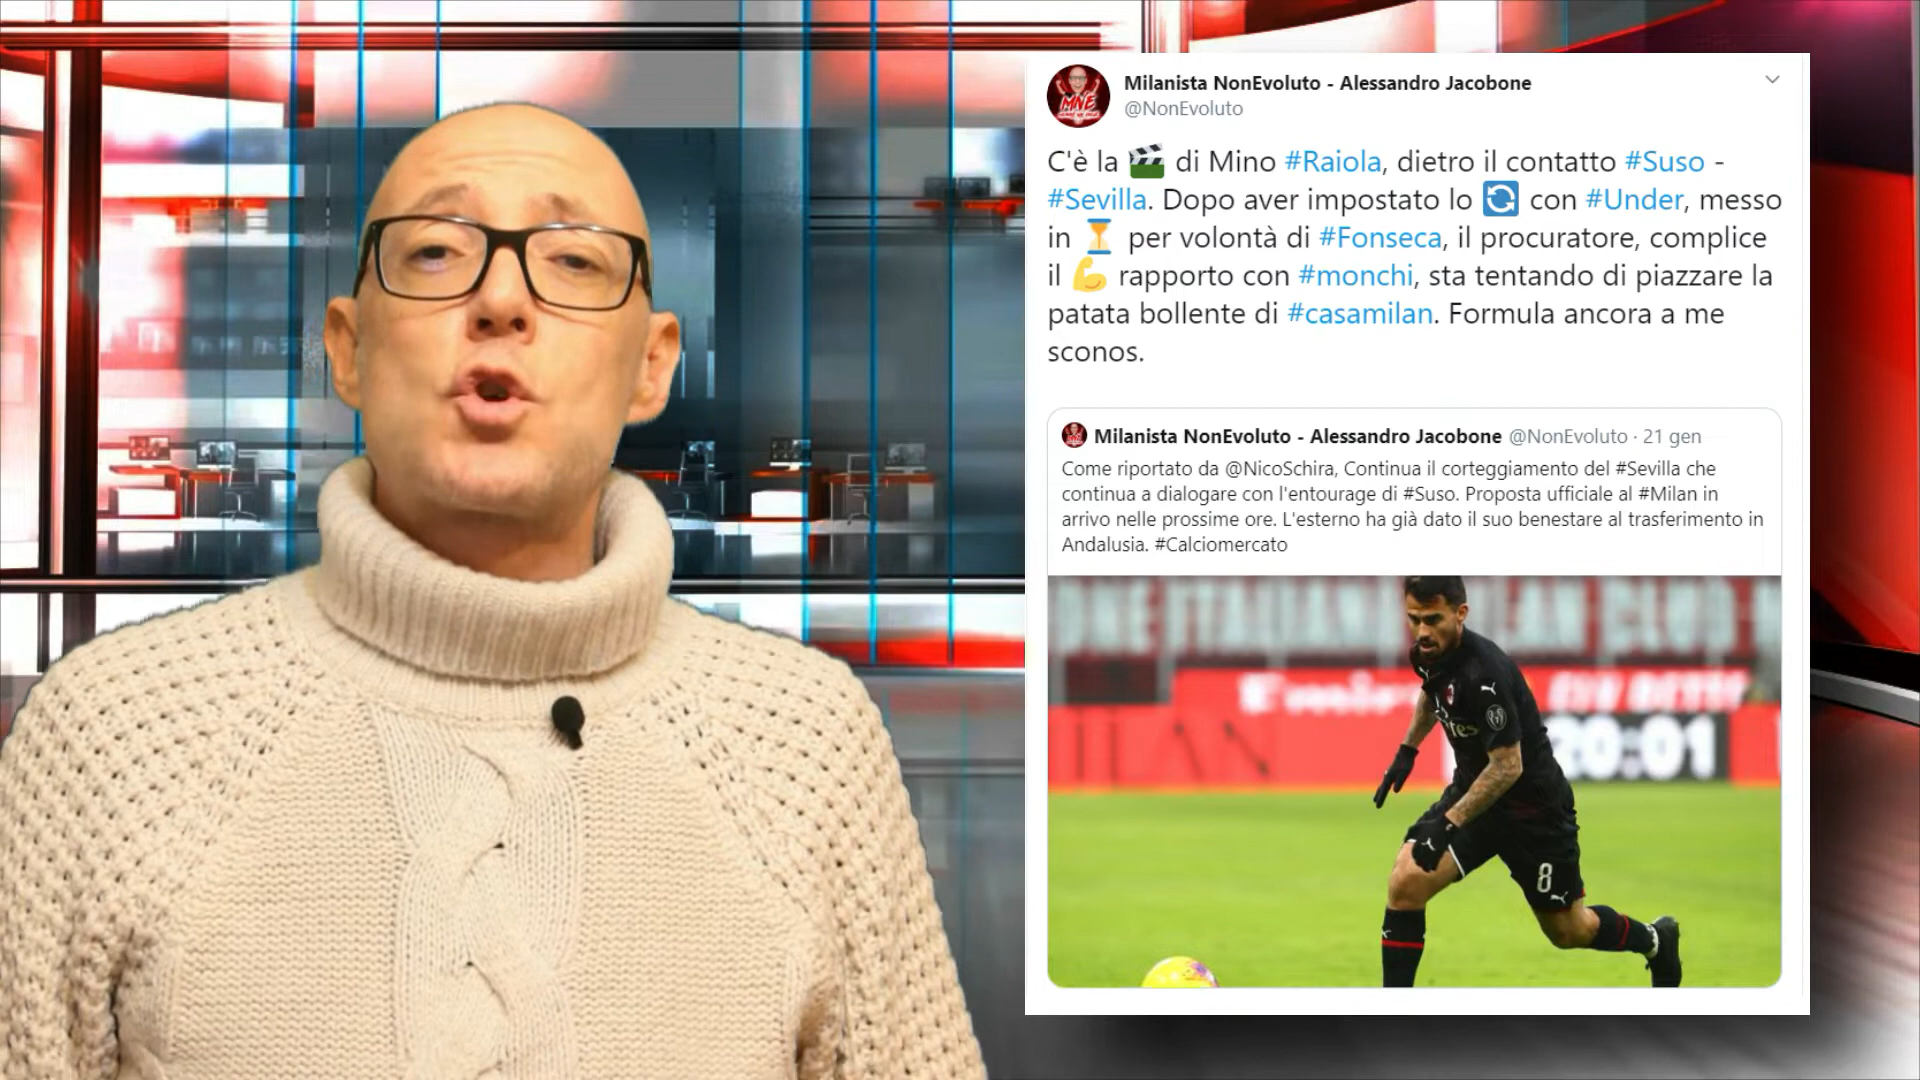 Milanista NonEvoluto - Alessandro Jacobone
@NonEvoluto
C'è la 🎬 di Mino #Raiola, dietro il contatto #Suso -
#Sevilla. Dopo aver impostato lo 🔄 con #Under, messo
in ⏳ per volontà di #Fonseca, il procuratore, complice
il 💪 rapporto con #monchi, sta tentando di piazzare la
patata bollente di #casamilan. Formula ancora a me
sconos.
Milanista NonEvoluto - Alessandro Jacobone @NonEvoluto · 21 gen
Come riportato da @NicoSchira, Continua il corteggiamento del #Sevilla che
continua a dialogare con l'entourage di #Suso. Proposta ufficiale al #Milan in
arrivo nelle prossime ore. L'esterno ha già dato il suo benestare al trasferimento in
Andalusia. #Calciomercato
MNE
20:01
8